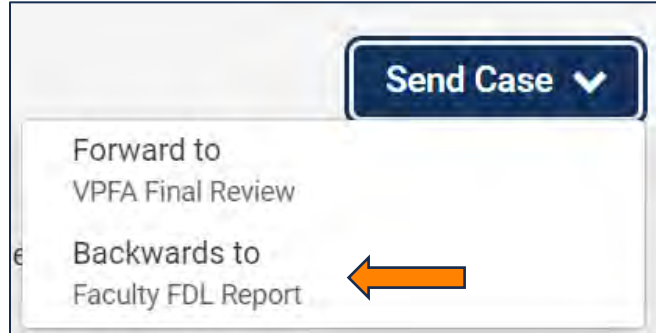 Send Case
Forward to
VPFA Final Review
e
Backwards to
Faculty FDL Report